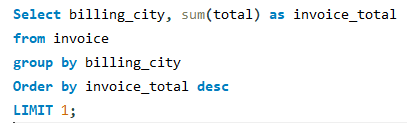 Select billing_city, sum(total) as invoice_total
from invoice
group by billing_city
Order by invoice_total desc
LIMIT 1;